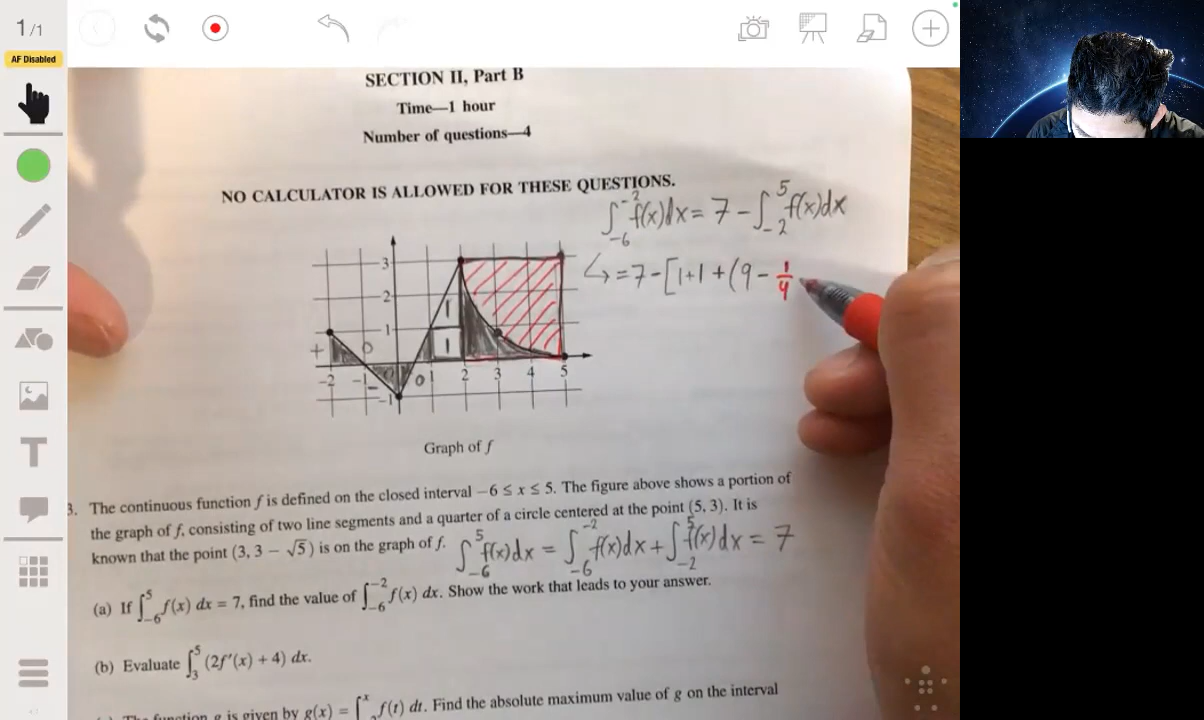 1/1
AF Disabled
T
SECTION II, Part B
Time—1 hour
Number of questions—4
NO CALCULATOR IS ALLOWED FOR THESE QUESTIONS.
∫_{-6}^{-2} f(x)dx = 7 - ∫_{-2}^{5} f(x)dx
↳ = 7 - [1+1 + (9 - 1/4
3
2
1
+ 0 1 1
-2 -1 0 1 2 3 4 5
-1
Graph of f
3. The continuous function f is defined on the closed interval −6 ≤ x ≤ 5. The figure above shows a portion of
the graph of f, consisting of two line segments and a quarter of a circle centered at the point (5, 3). It is
known that the point (3, 3 − √5) is on the graph of f.
∫_{-6}^{5} f(x)dx = ∫_{-6}^{-2} f(x)dx + ∫_{-2}^{5} f(x)dx = 7
(a) If ∫_{-6}^{5} f(x) dx = 7, find the value of ∫_{-6}^{-2} f(x) dx. Show the work that leads to your answer.
(b) Evaluate ∫_{3}^{5} (2f′(x) + 4) dx.
function g is given by g(x) = ∫^{x} f(t) dt. Find the absolute maximum value of g on the interval